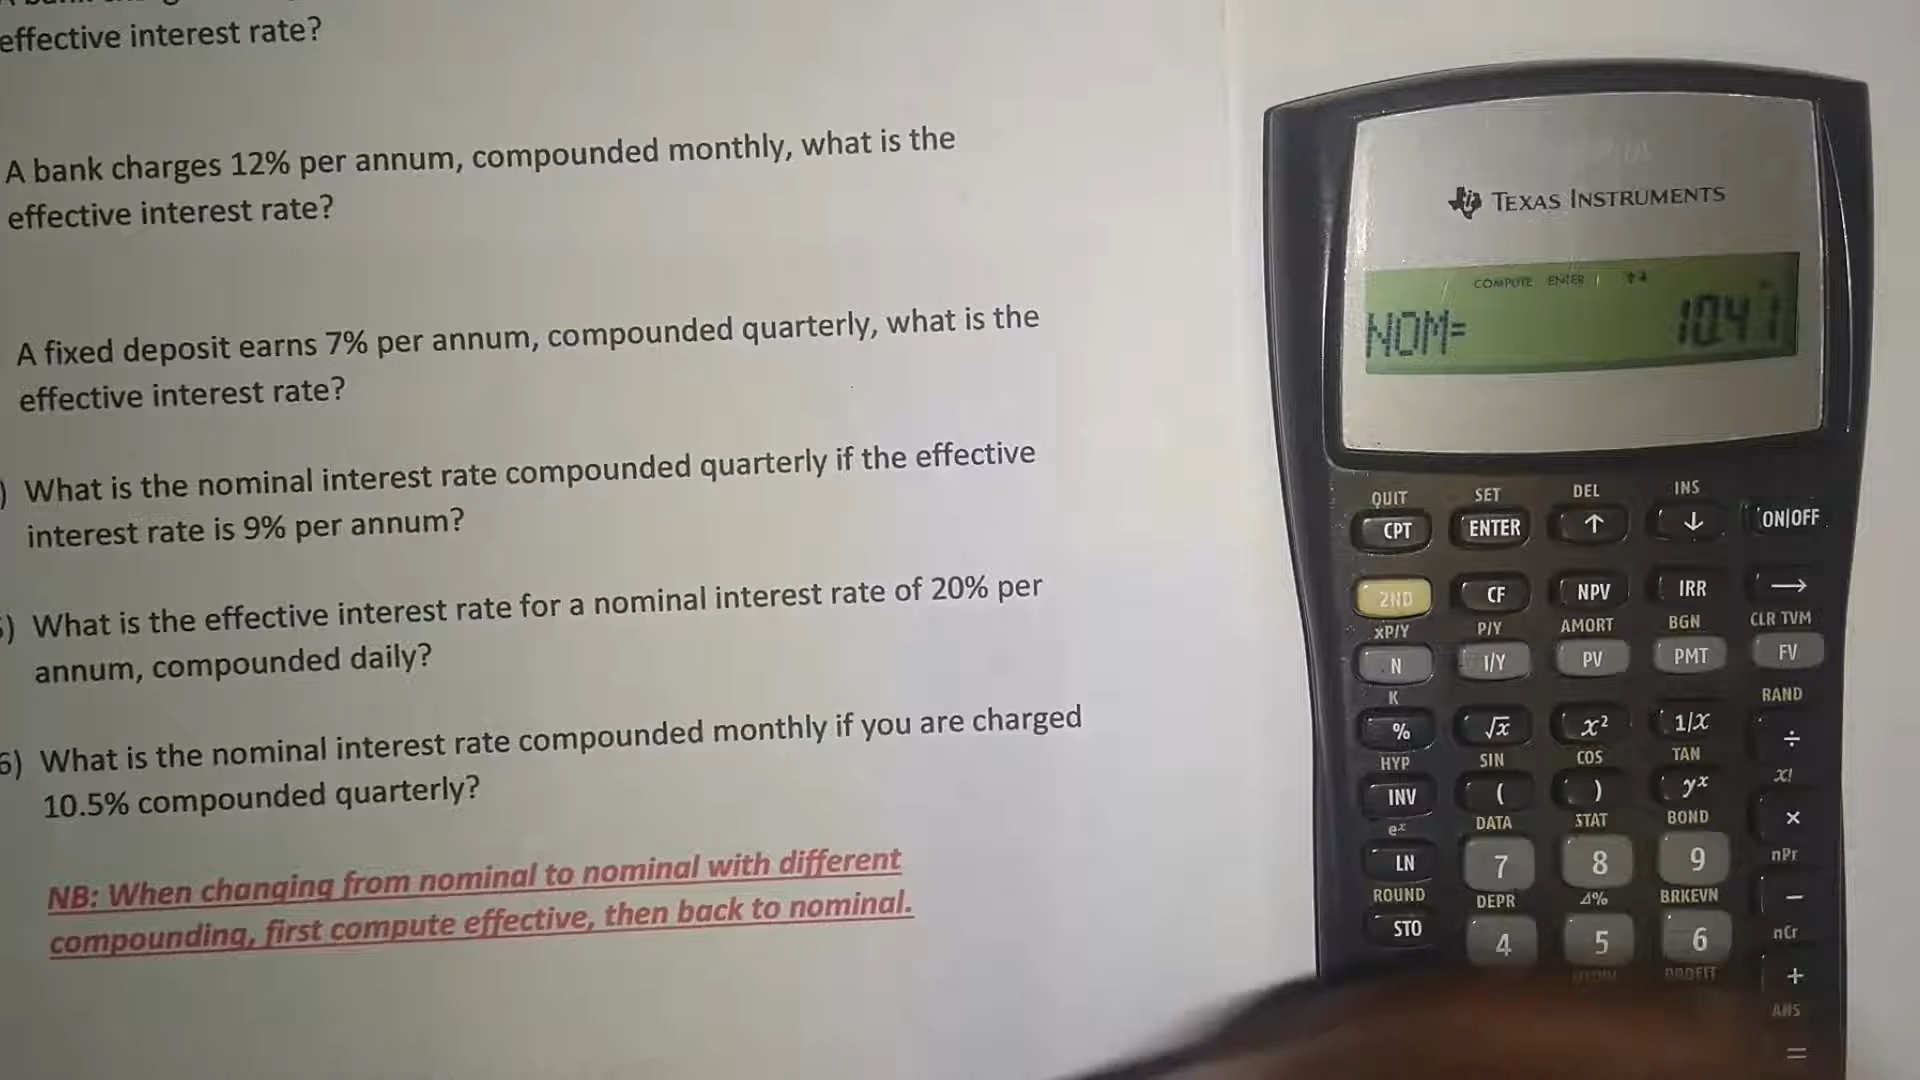 effective interest rate?
A bank charges 12% per annum, compounded monthly, what is the
effective interest rate?
A fixed deposit earns 7% per annum, compounded quarterly, what is the
effective interest rate?
) What is the nominal interest rate compounded quarterly if the effective
interest rate is 9% per annum?
) What is the effective interest rate for a nominal interest rate of 20% per
annum, compounded daily?
6) What is the nominal interest rate compounded monthly if you are charged
10.5% compounded quarterly?
NB: When changing from nominal to nominal with different
compounding, first compute effective, then back to nominal.
TEXAS INSTRUMENTS
COMPUTE ENTER ↑↓
NOM=
QUIT SET DEL INS
CPT ENTER ↑ ↓ ON|OFF
2ND CF NPV IRR →
xP/Y P/Y AMORT BGN CLR TVM
N I/Y PV PMT FV
K RAND
% √x x² 1/X ÷
HYP SIN COS TAN X!
INV ( ) yˣ ×
eˣ DATA STAT BOND nPr
LN 7 8 9 −
ROUND DEPR Δ% BRKEVN nCr
STO 4 5 6 +
PROFIT ANS
=